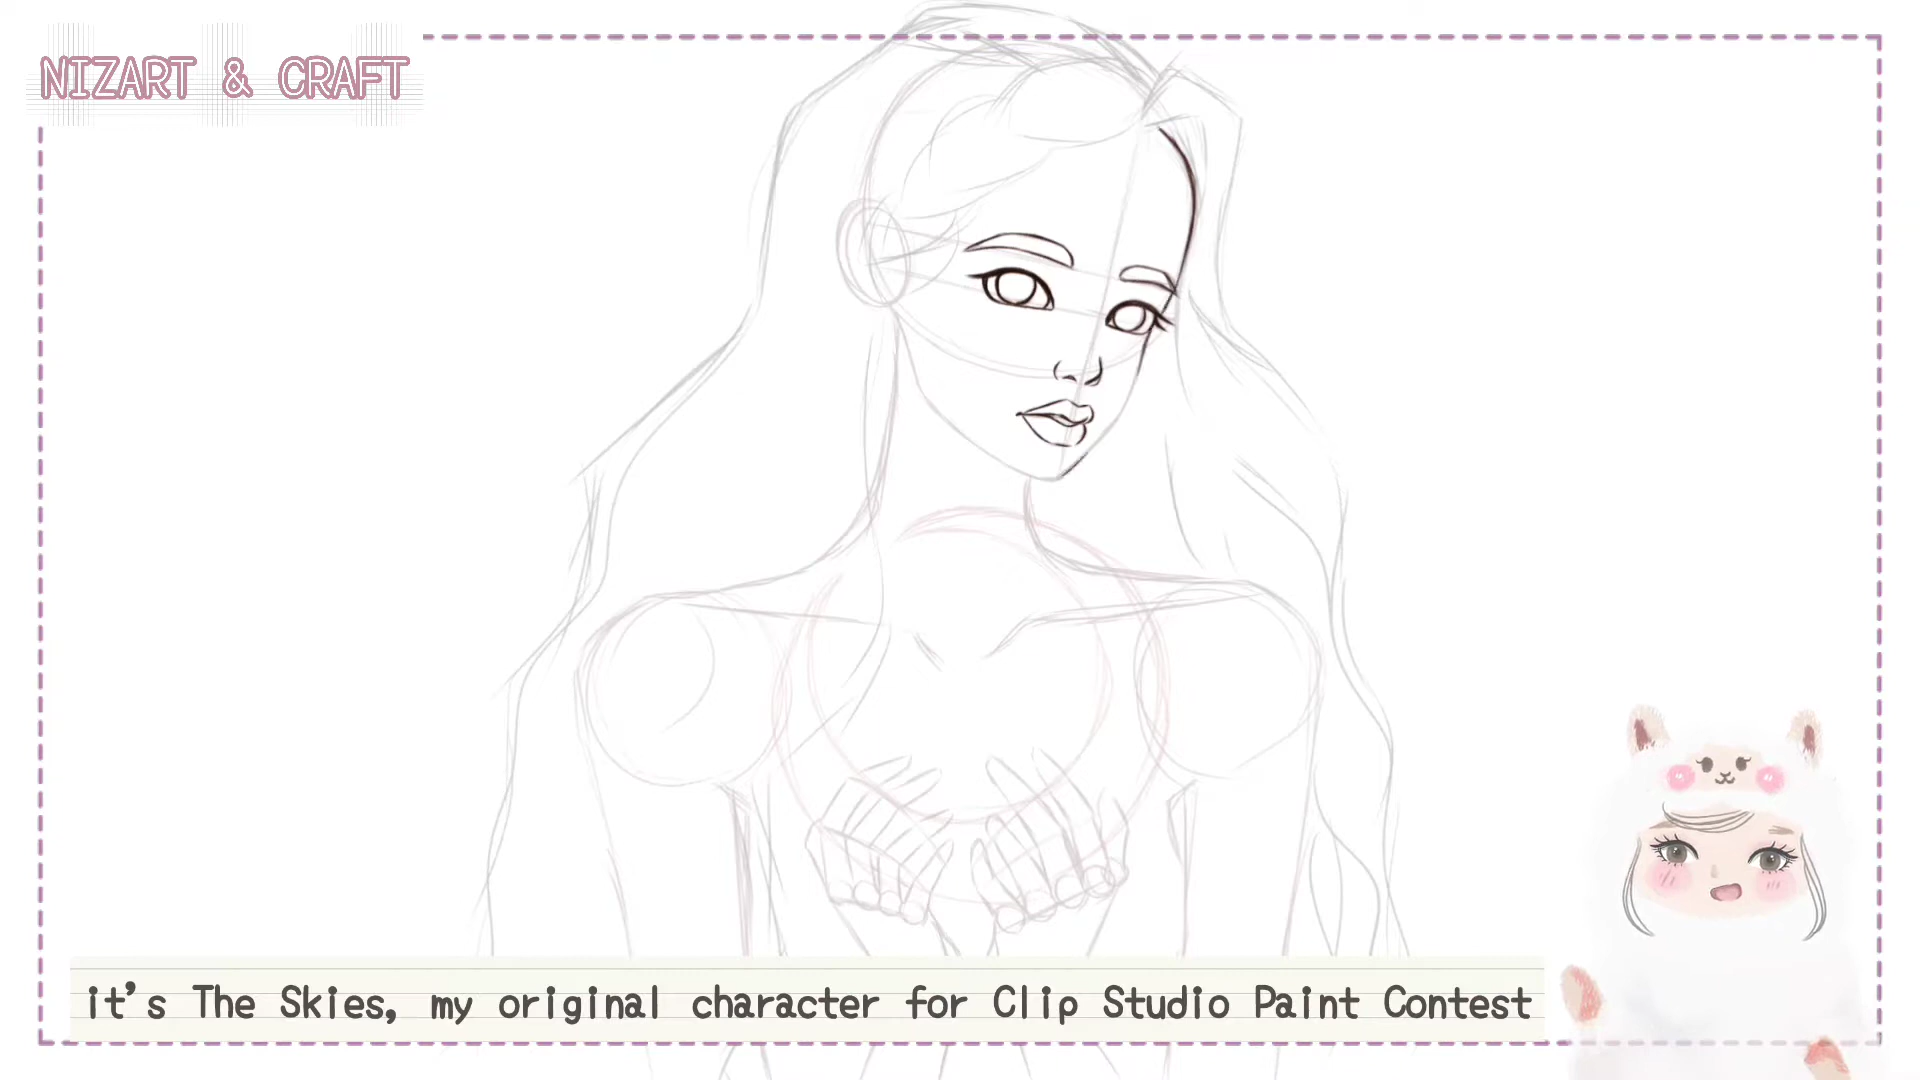 NIZART & CRAFT
it's The Skies, my original character for Clip Studio Paint Contest